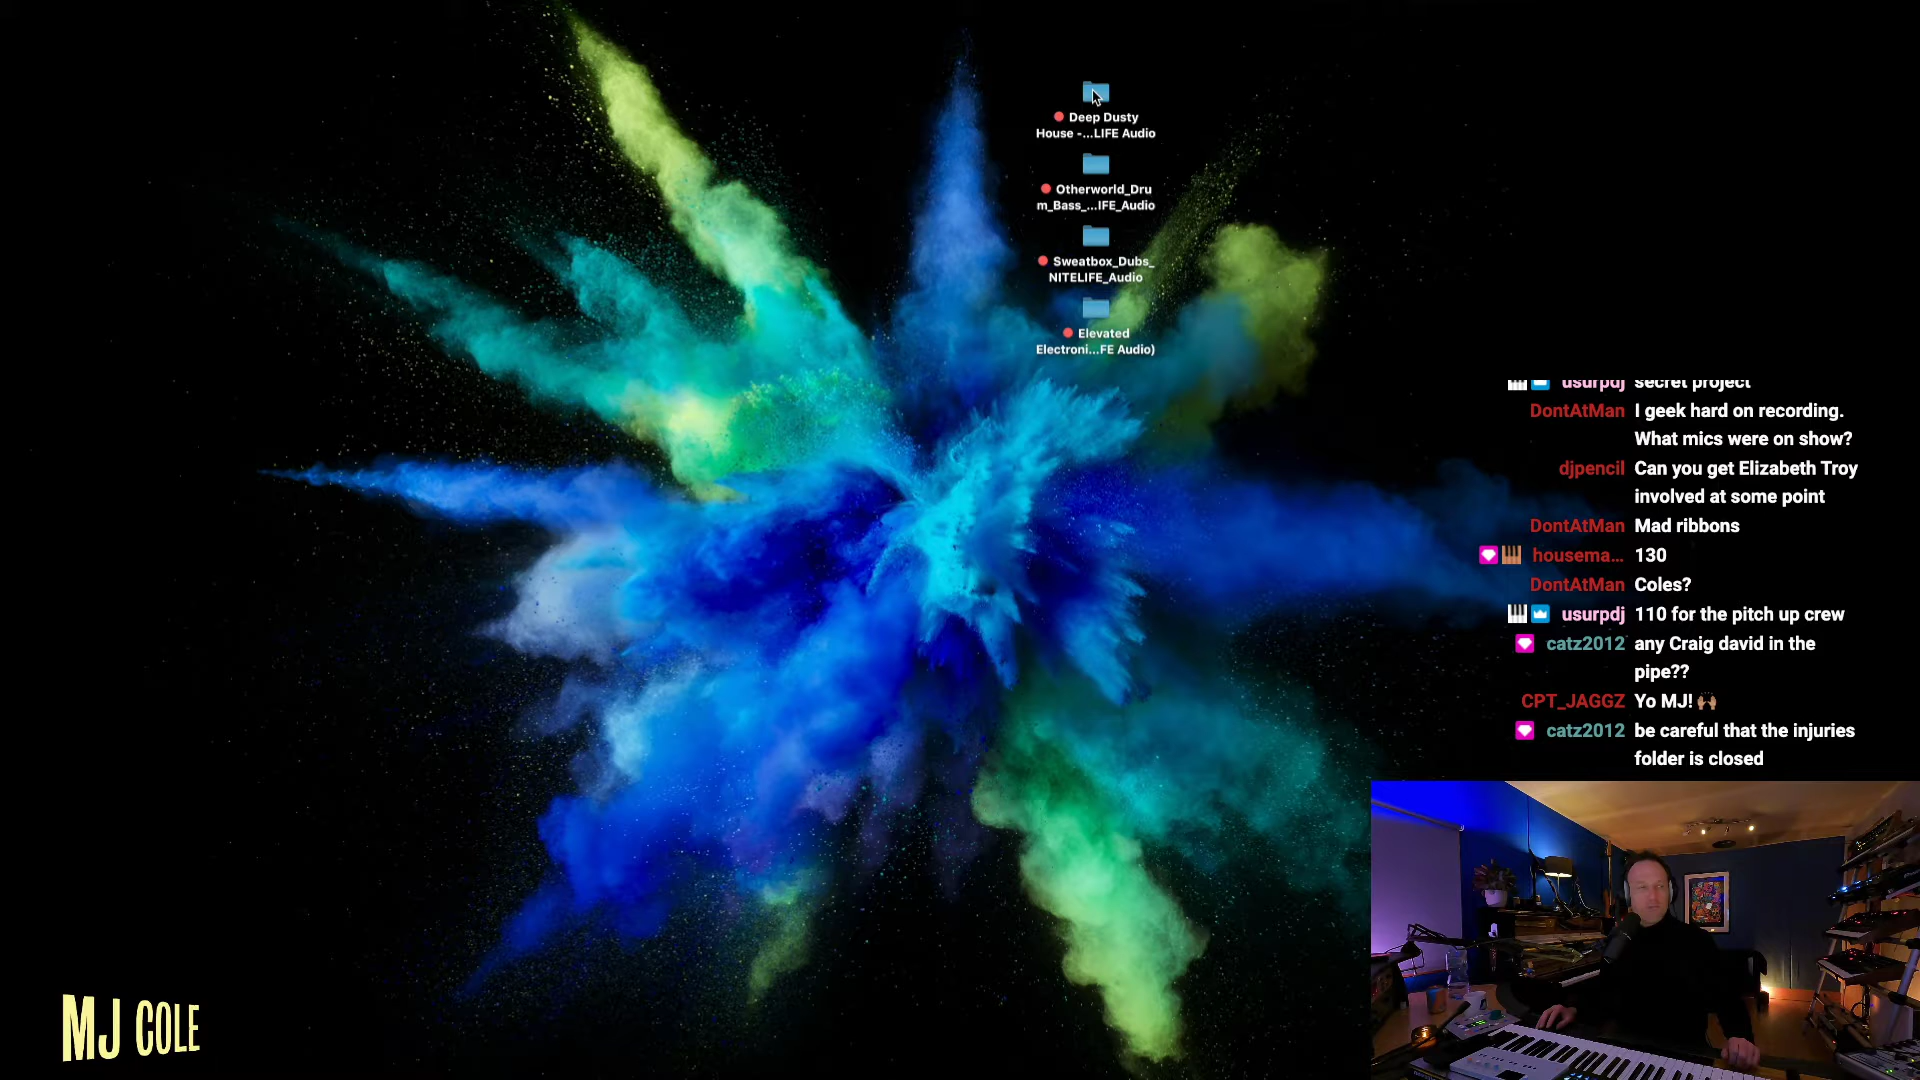 Deep Dusty
House -...LIFE Audio
Otherworld_Dru
m_Bass_...IFE_Audio
Sweatbox_Dubs_
NITELIFE_Audio
Elevated
Electroni...FE Audio)
usurpdj secret project
DontAtMan I geek hard on recording.
What mics were on show?
djpencil Can you get Elizabeth Troy
involved at some point
DontAtMan Mad ribbons
housema... 130
DontAtMan Coles?
usurpdj 110 for the pitch up crew
catz2012 any Craig david in the
pipe??
CPT_JAGGZ Yo MJ! 🙌🏽
catz2012 be careful that the injuries
folder is closed
MJ COLE